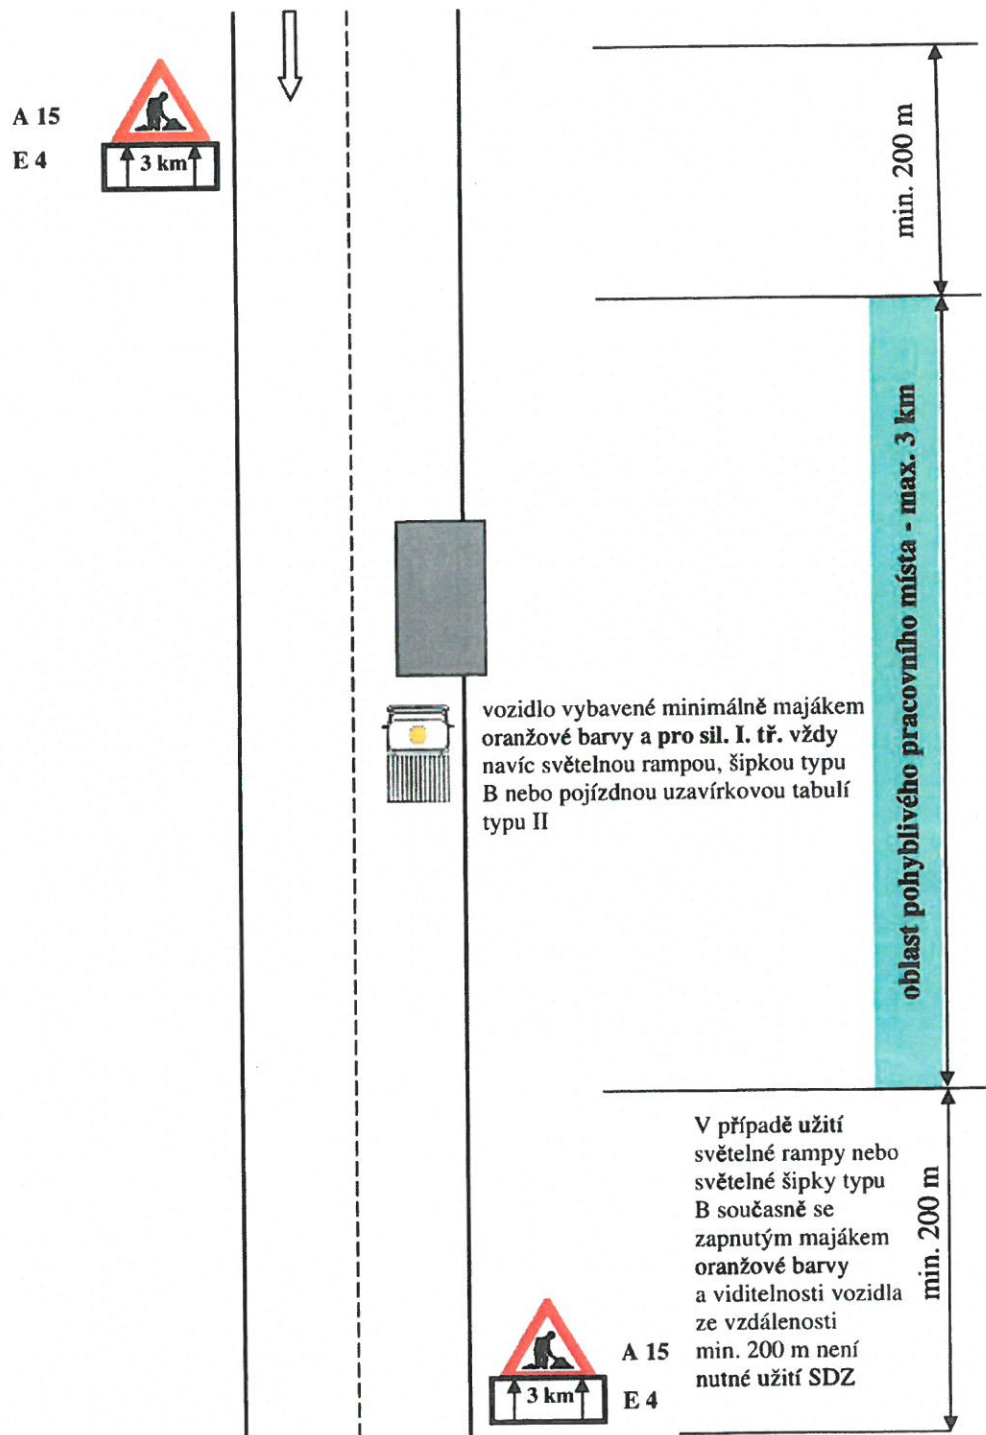 A 15
E 4
3 km
min. 200 m
oblast pohyblivého pracovního místa - max. 3 km
vozidlo vybavené minimálně majákem
oranžové barvy a pro sil. I. tř. vždy
navíc světelnou rampou, šipkou typu
B nebo pojízdnou uzavírkovou tabulí
typu II
V případě užití
světelné rampy nebo
světelné šipky typu
B současně se
zapnutým majákem
oranžové barvy
a viditelnosti vozidla
ze vzdálenosti
min. 200 m není
nutné užití SDZ
min. 200 m
A 15
E 4
3 km